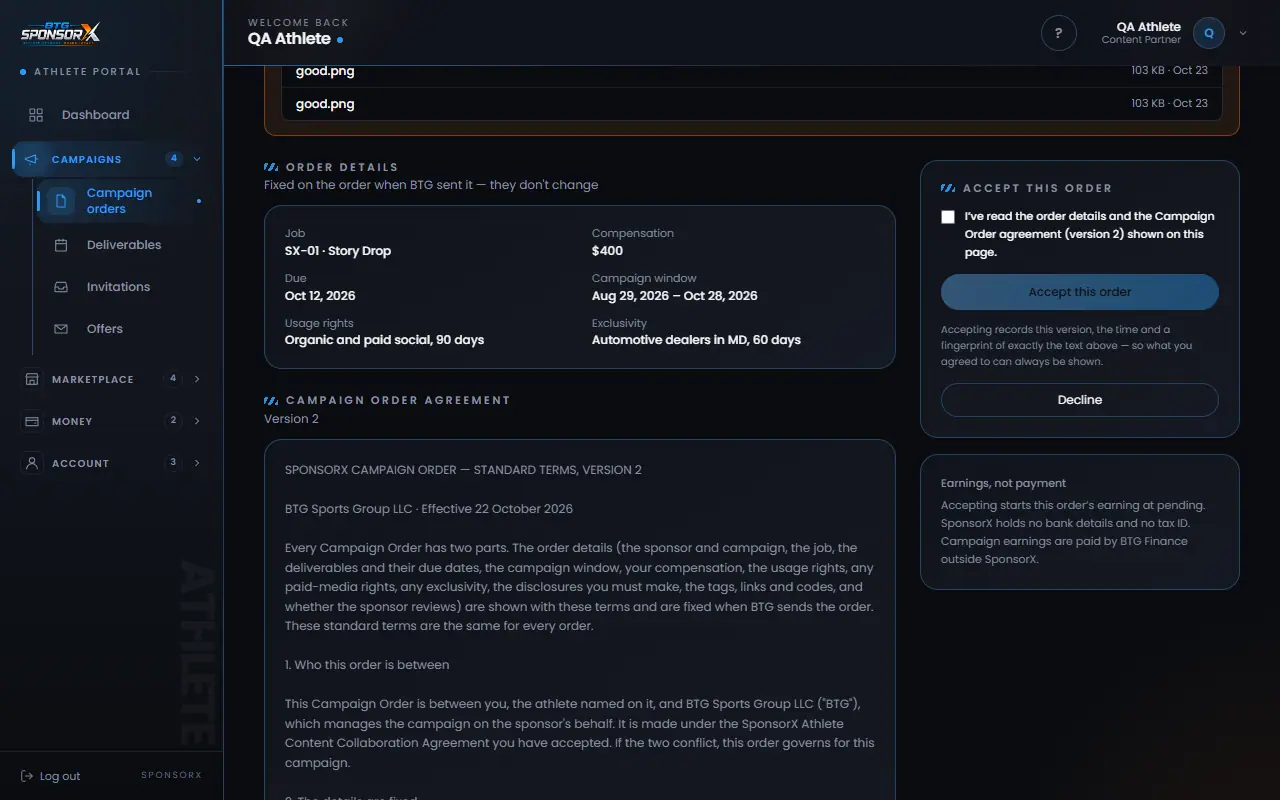 BTG
SPONSORX
ATHLETE PORTAL
Dashboard
CAMPAIGNS 4
Campaign
orders
Deliverables
Invitations
Offers
MARKETPLACE 4
MONEY 2
ACCOUNT 3
ATHLETE
Log out SPONSORX
WELCOME BACK
QA Athlete
?
QA Athlete
Content Partner
Q
good.png 103 KB · Oct 23
good.png 103 KB · Oct 23
ORDER DETAILS
Fixed on the order when BTG sent it — they don't change
Job
SX-01 · Story Drop
Compensation
$400
Due
Oct 12, 2026
Campaign window
Aug 29, 2026 – Oct 28, 2026
Usage rights
Organic and paid social, 90 days
Exclusivity
Automotive dealers in MD, 60 days
CAMPAIGN ORDER AGREEMENT
Version 2
SPONSORX CAMPAIGN ORDER — STANDARD TERMS, VERSION 2
BTG Sports Group LLC · Effective 22 October 2026
Every Campaign Order has two parts. The order details (the sponsor and campaign, the job, the
deliverables and their due dates, the campaign window, your compensation, the usage rights, any
paid-media rights, any exclusivity, the disclosures you must make, the tags, links and codes, and
whether the sponsor reviews) are shown with these terms and are fixed when BTG sends the order.
These standard terms are the same for every order.
1. Who this order is between
This Campaign Order is between you, the athlete named on it, and BTG Sports Group LLC ("BTG"),
which manages the campaign on the sponsor's behalf. It is made under the SponsorX Athlete
Content Collaboration Agreement you have accepted. If the two conflict, this order governs for this
campaign.
2. The details are fixed
ACCEPT THIS ORDER
I've read the order details and the Campaign
Order agreement (version 2) shown on this
page.
Accept this order
Accepting records this version, the time and a
fingerprint of exactly the text above — so what you
agreed to can always be shown.
Decline
Earnings, not payment
Accepting starts this order's earning at pending.
SponsorX holds no bank details and no tax ID.
Campaign earnings are paid by BTG Finance
outside SponsorX.